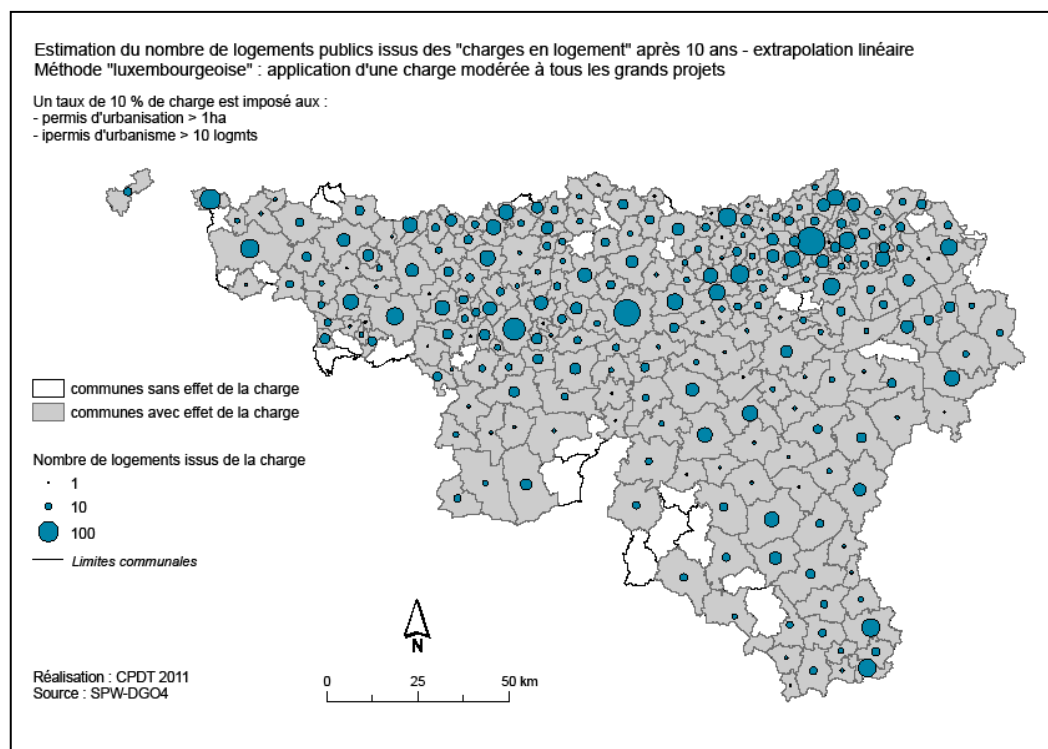 Estimation du nombre de logements publics issus des "charges en logement" après 10 ans - extrapolation linéaire
Méthode "luxembourgeoise" : application d'une charge modérée à tous les grands projets
Un taux de 10 % de charge est imposé aux :
- permis d'urbanisation > 1ha
- ipermis d'urbanisme > 10 logmts
communes sans effet de la charge
communes avec effet de la charge
Nombre de logements issus de la charge
1
10
100
Limites communales
N
Réalisation : CPDT 2011
Source : SPW-DGO4
0 25 50 km